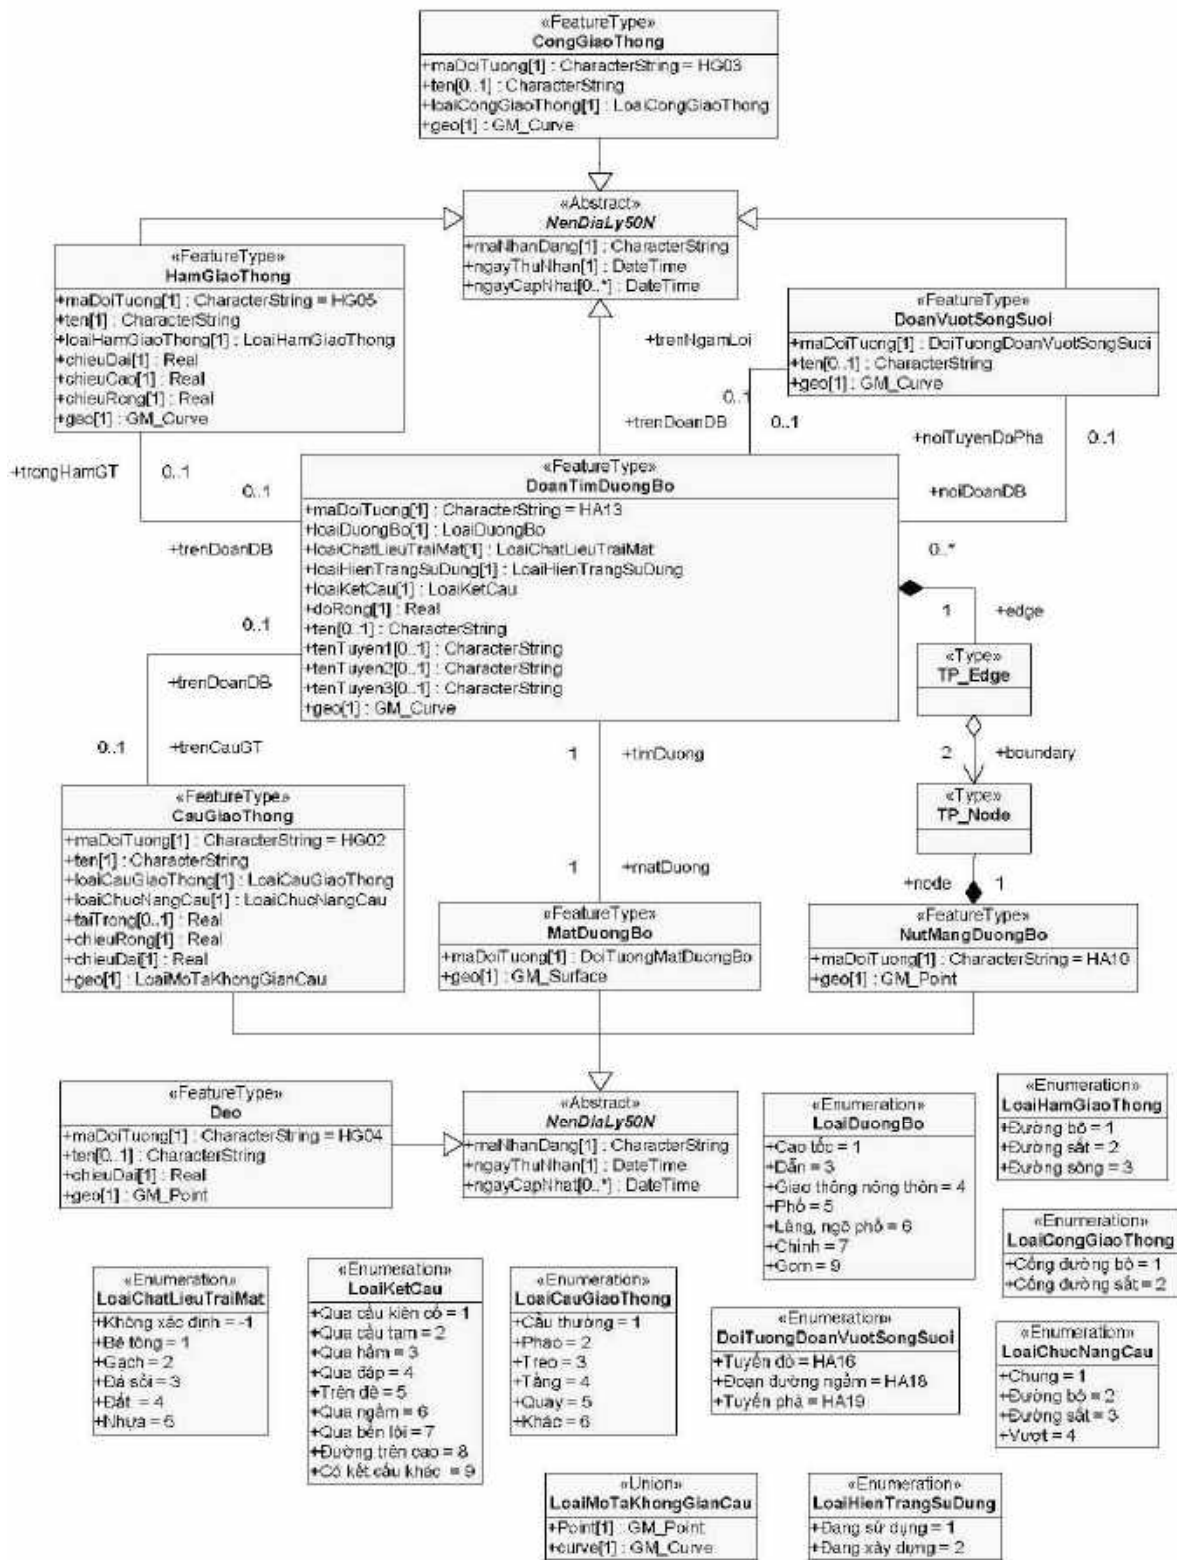 «FeatureType»
CongGiaoThong
+maDoiTuong[1] : CharacterString = HG03
+ten[0..1] : CharacterString
+loaiCongGiaoThong[1] : LoaiCongGiaoThong
+geo[1] : GM_Curve
«Abstract»
NenDiaLy50N
+maNhanDang[1] : CharacterString
+ngayThuNhan[1] : DateTime
+ngayCapNhat[0..*] : DateTime
«FeatureType»
HamGiaoThong
+maDoiTuong[1] : CharacterString = HG05
+ten[1] : CharacterString
+loaiHamGiaoThong[1] : LoaiHamGiaoThong
+chieuDai[1] : Real
+chieuCao[1] : Real
+chieuRong[1] : Real
+geo[1] : GM_Curve
«FeatureType»
DoanVuotSongSuoi
+maDoiTuong[1] : DoiTuongDoanVuotSongSuoi
+ten[0..1] : CharacterString
+geo[1] : GM_Curve
+trenNgamLoi
0..1
+trenDoanDB
0..1
+noiTuyenDoPha
0..1
+noiDoanDB
0..*
+trongHamGT
0..1
0..1
+trenDoanDB
«FeatureType»
DoanTimDuongBo
+maDoiTuong[1] : CharacterString = HA13
+loaiDuongBo[1] : LoaiDuongBo
+loaiChatLieuTraiMat[1] : LoaiChatLieuTraiMat
+loaiHienTrangSuDung[1] : LoaiHienTrangSuDung
+loaiKetCau[1] : LoaiKetCau
+doRong[1] : Real
+ten[0..1] : CharacterString
+tenTuyen1[0..1] : CharacterString
+tenTuyen2[0..1] : CharacterString
+tenTuyen3[0..1] : CharacterString
+geo[1] : GM_Curve
0..1
+trenDoanDB
0..1
+trenCauGT
1
+timDuong
1
+matDuong
1
+edge
«Type»
TP_Edge
2
+boundary
«Type»
TP_Node
+node
1
«FeatureType»
CauGiaoThong
+maDoiTuong[1] : CharacterString = HG02
+ten[1] : CharacterString
+loaiCauGiaoThong[1] : LoaiCauGiaoThong
+loaiChucNangCau[1] : LoaiChucNangCau
+taiTrong[0..1] : Real
+chieuRong[1] : Real
+chieuDai[1] : Real
+geo[1] : LoaiMoTaKhongGianCau
«FeatureType»
MatDuongBo
+maDoiTuong[1] : DoiTuongMatDuongBo
+geo[1] : GM_Surface
«FeatureType»
NutMangDuongBo
+maDoiTuong[1] : CharacterString = HA10
+geo[1] : GM_Point
«FeatureType»
Deo
+maDoiTuong[1] : CharacterString = HG04
+ten[0..1] : CharacterString
+chieuDai[1] : Real
+geo[1] : GM_Point
«Abstract»
NenDiaLy50N
+maNhanDang[1] : CharacterString
+ngayThuNhan[1] : DateTime
+ngayCapNhat[0..*] : DateTime
«Enumeration»
LoaiDuongBo
+Cao tốc = 1
+Dẫn = 3
+Giao thông nông thôn = 4
+Phố = 5
+Làng, ngõ phố = 6
+Chính = 7
+Gom = 9
«Enumeration»
LoaiHamGiaoThong
+Đường bộ = 1
+Đường sắt = 2
+Đường sông = 3
«Enumeration»
LoaiCongGiaoThong
+Cống đường bộ = 1
+Cống đường sắt = 2
«Enumeration»
LoaiChatLieuTraiMat
+Không xác định = -1
+Bê tông = 1
+Gạch = 2
+Đá sỏi = 3
+Đất = 4
+Nhựa = 5
«Enumeration»
LoaiKetCau
+Qua cầu kiên cố = 1
+Qua cầu tạm = 2
+Qua hầm = 3
+Qua đập = 4
+Trên đê = 5
+Qua ngầm = 6
+Qua bến lội = 7
+Đường trên cao = 8
+Có kết cấu khác = 9
«Enumeration»
LoaiCauGiaoThong
+Cầu thường = 1
+Phao = 2
+Treo = 3
+Tầng = 4
+Quay = 5
+Khác = 6
«Enumeration»
DoiTuongDoanVuotSongSuoi
+Tuyến đò = HA16
+Đoạn đường ngầm = HA18
+Tuyến phà = HA19
«Enumeration»
LoaiChucNangCau
+Chung = 1
+Đường bộ = 2
+Đường sắt = 3
+Vượt = 4
«Union»
LoaiMoTaKhongGianCau
+Point[1] : GM_Point
+curve[1] : GM_Curve
«Enumeration»
LoaiHienTrangSuDung
+Đang sử dụng = 1
+Đang xây dựng = 2